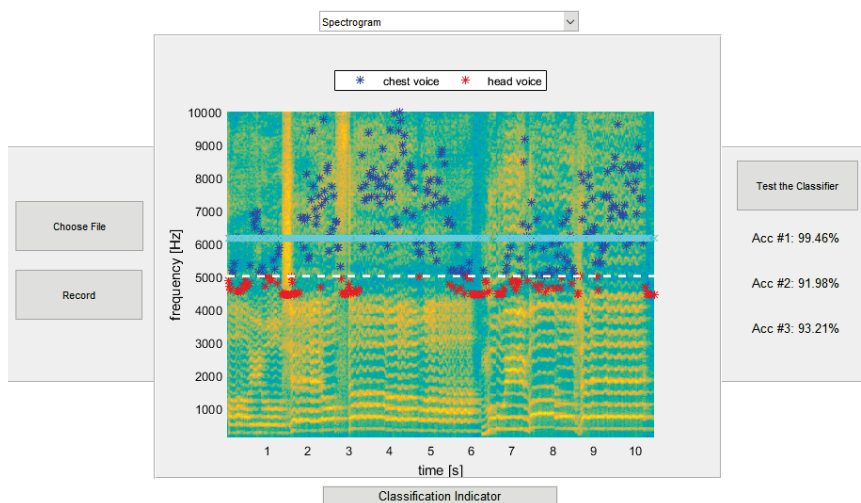 Spectrogram
chest voice
head voice
10000
9000
8000
7000
6000
5000
4000
3000
2000
1000
frequency [Hz]
1 2 3 4 5 6 7 8 9 10
time [s]
Choose File
Record
Test the Classifier
Acc #1: 99.46%
Acc #2: 91.98%
Acc #3: 93.21%
Classification Indicator